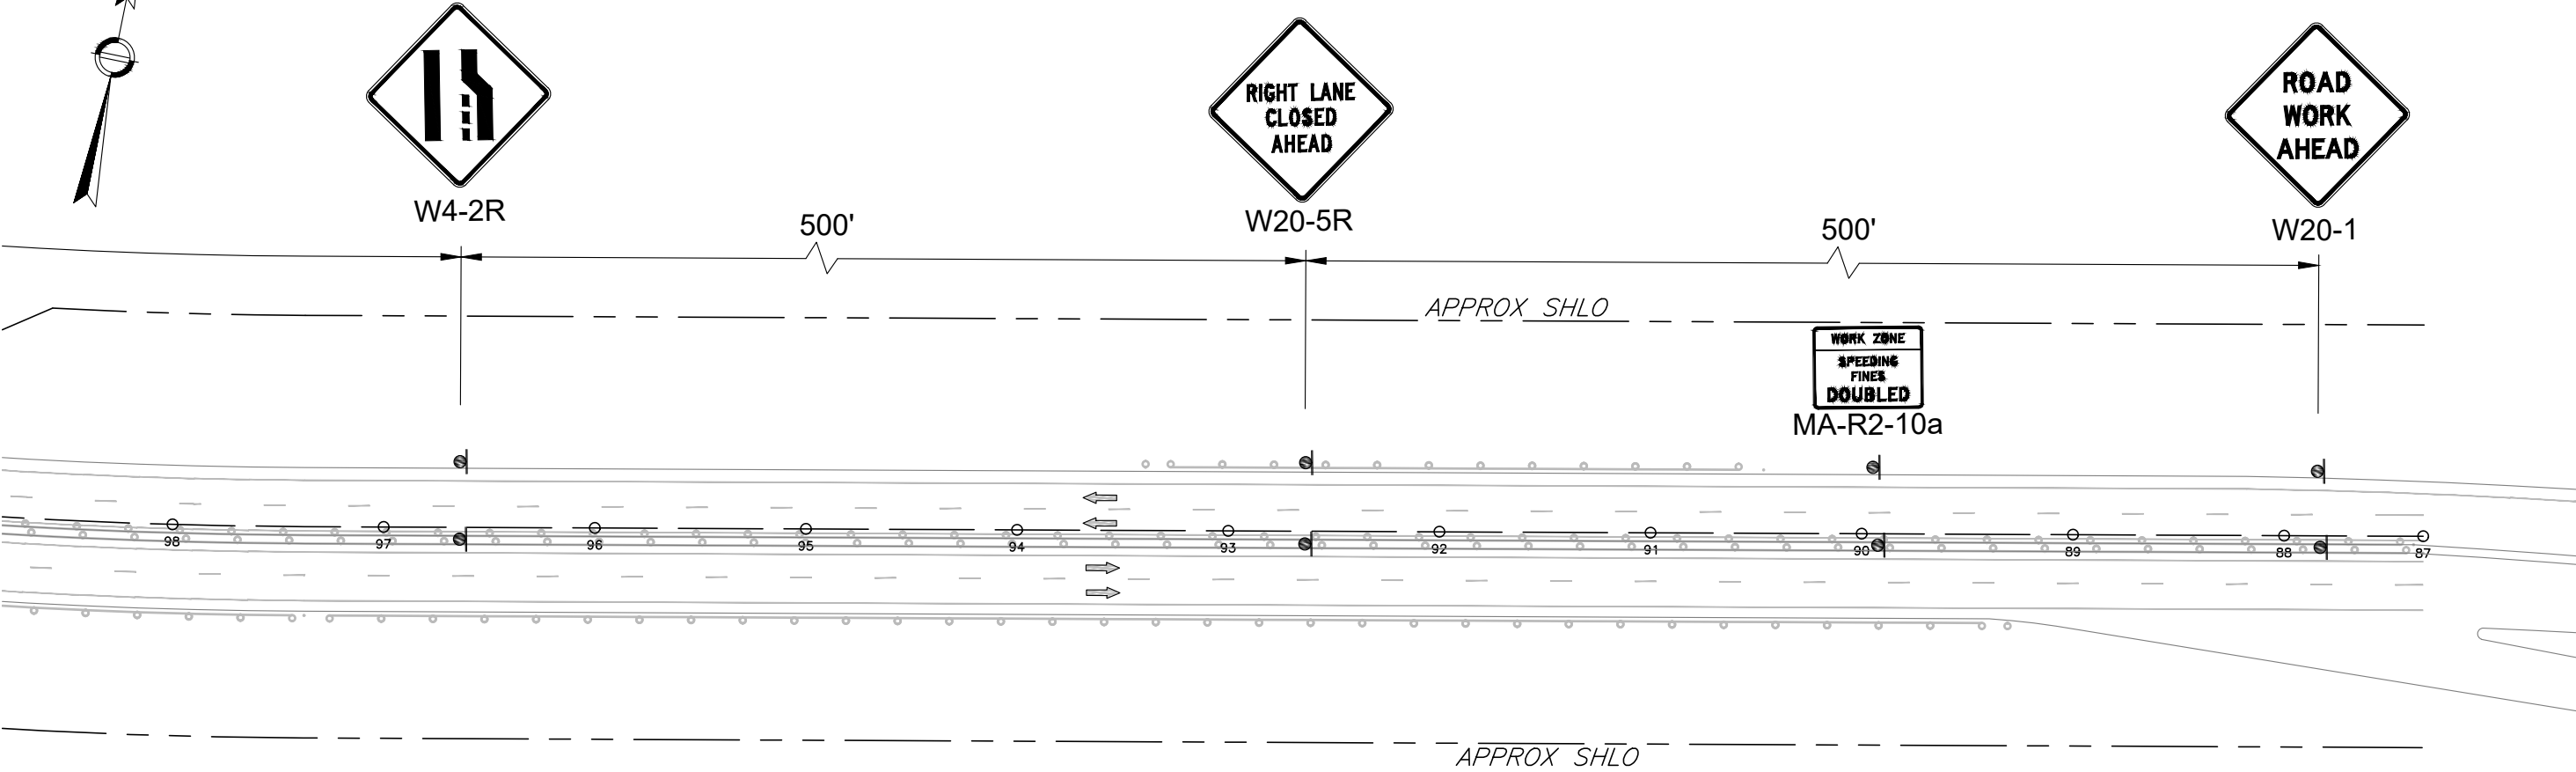 RIGHT LANE
CLOSED
AHEAD
ROAD
WORK
AHEAD
W4-2R
W20-5R
W20-1
500'
500'
APPROX SHLO
WORK ZONE
SPEEDING
FINES
DOUBLED
MA-R2-10a
98
97
96
95
94
93
92
91
90
89
88
87
APPROX SHLO